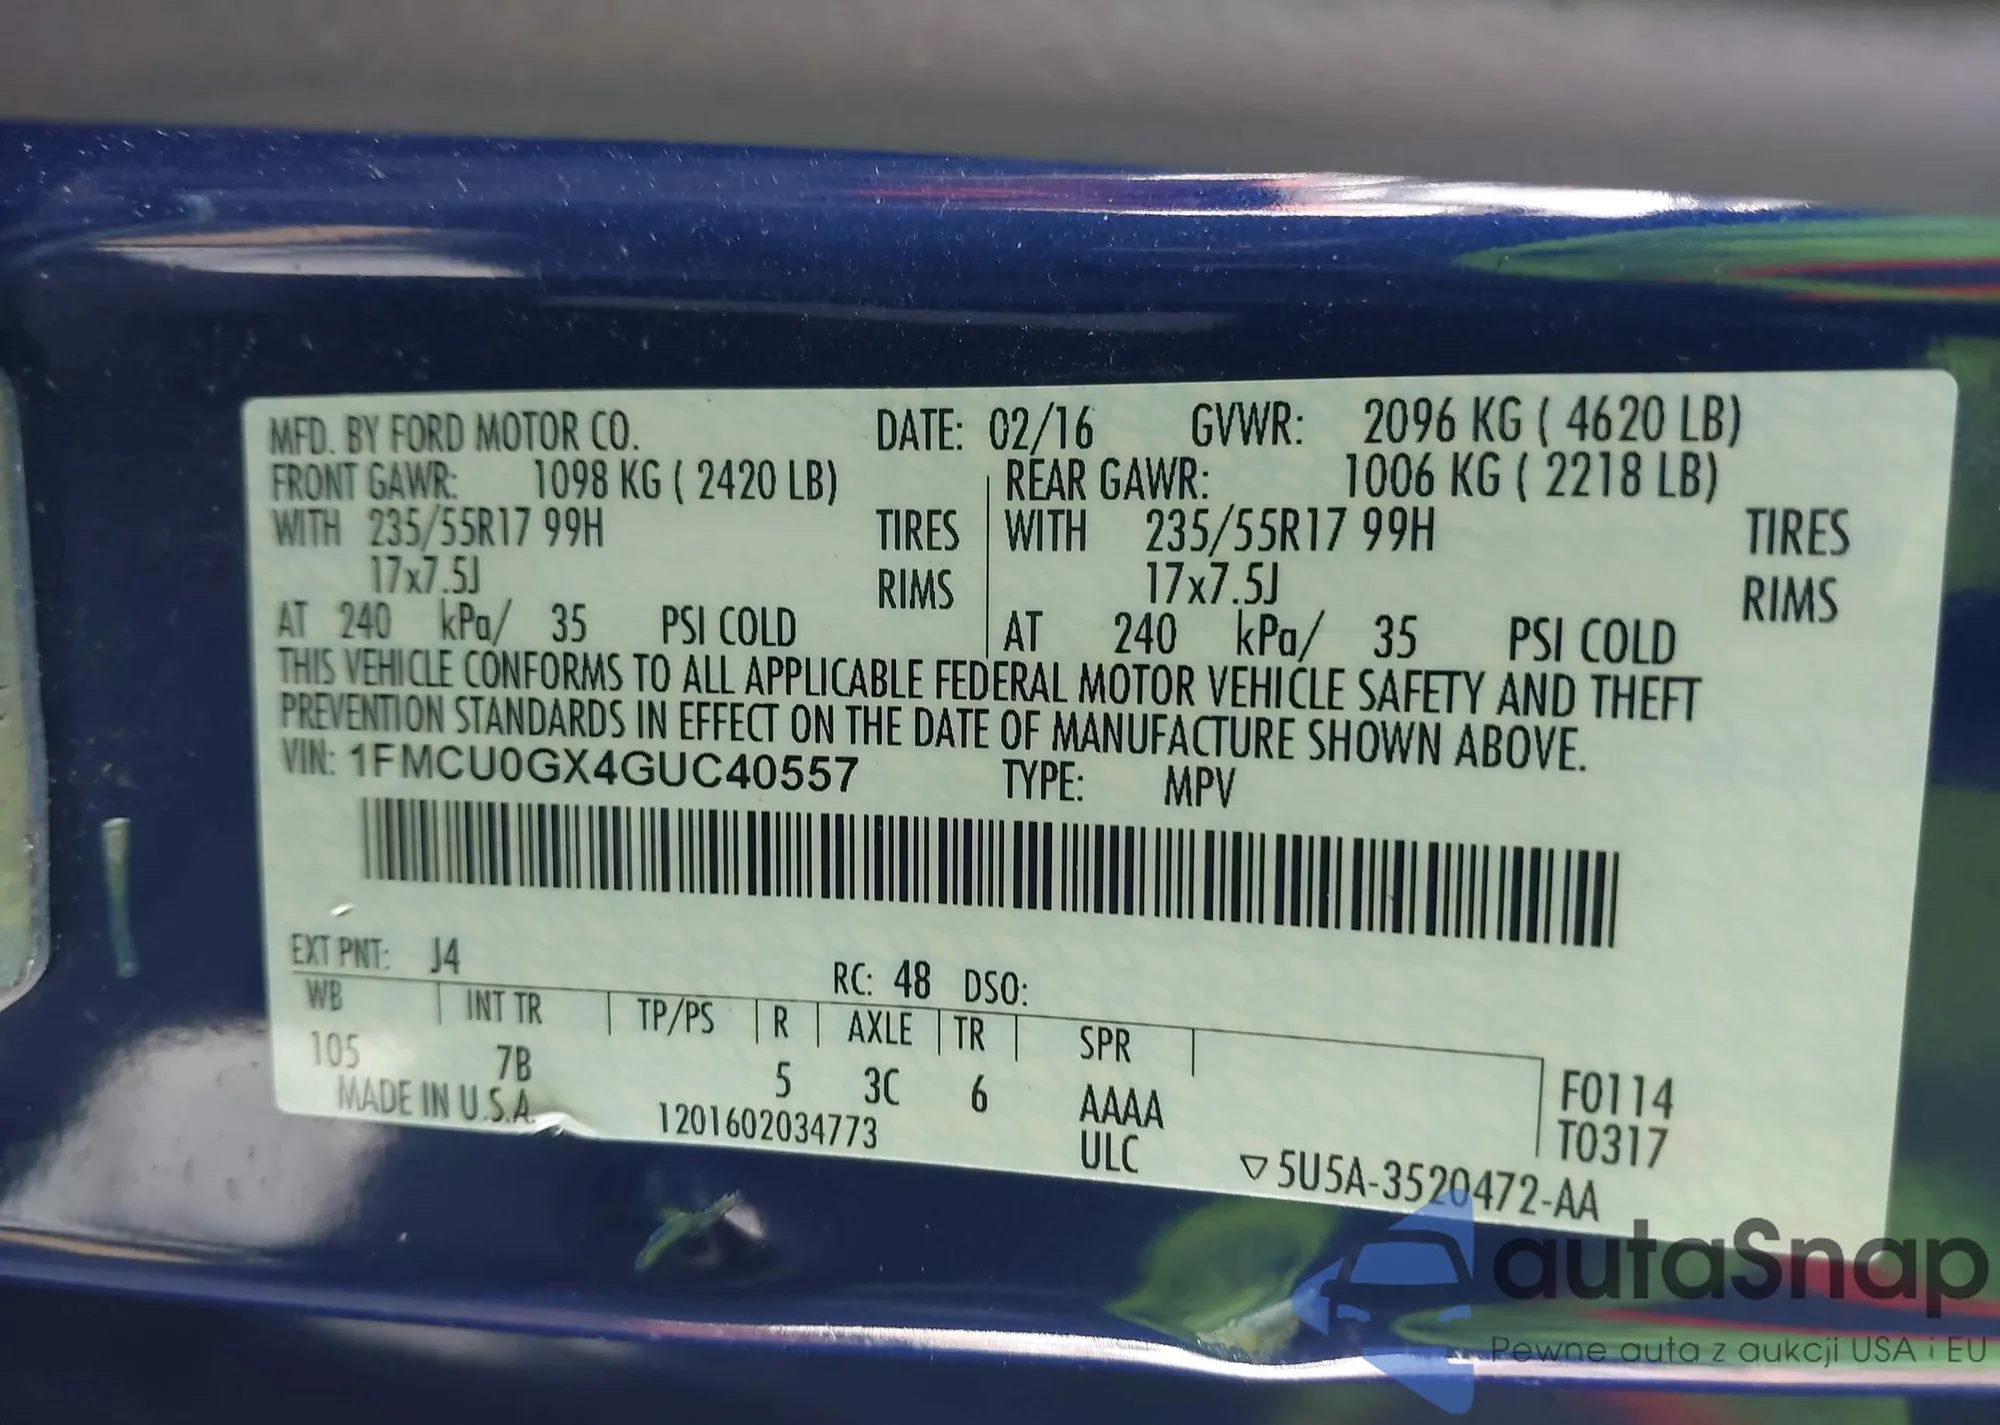 MFD. BY FORD MOTOR CO. DATE: 02/16 GVWR: 2096 KG ( 4620 LB)
FRONT GAWR: 1098 KG ( 2420 LB) REAR GAWR: 1006 KG ( 2218 LB)
WITH 235/55R17 99H TIRES WITH 235/55R17 99H TIRES
17x7.5J RIMS 17x7.5J RIMS
AT 240 kPa/ 35 PSI COLD AT 240 kPa/ 35 PSI COLD
THIS VEHICLE CONFORMS TO ALL APPLICABLE FEDERAL MOTOR VEHICLE SAFETY AND THEFT
PREVENTION STANDARDS IN EFFECT ON THE DATE OF MANUFACTURE SHOWN ABOVE.
VIN: 1FMCU0GX4GUC40557 TYPE: MPV
EXT PNT: J4 RC: 48 DSO:
WB INT TR TP/PS R AXLE TR SPR
105 7B 5 3C 6 AAAA F0114
MADE IN U.S.A. 1201602034773 ULC T0317
▽5U5A-3520472-AA
autaSnap
Pewne auta z aukcji USA i EU